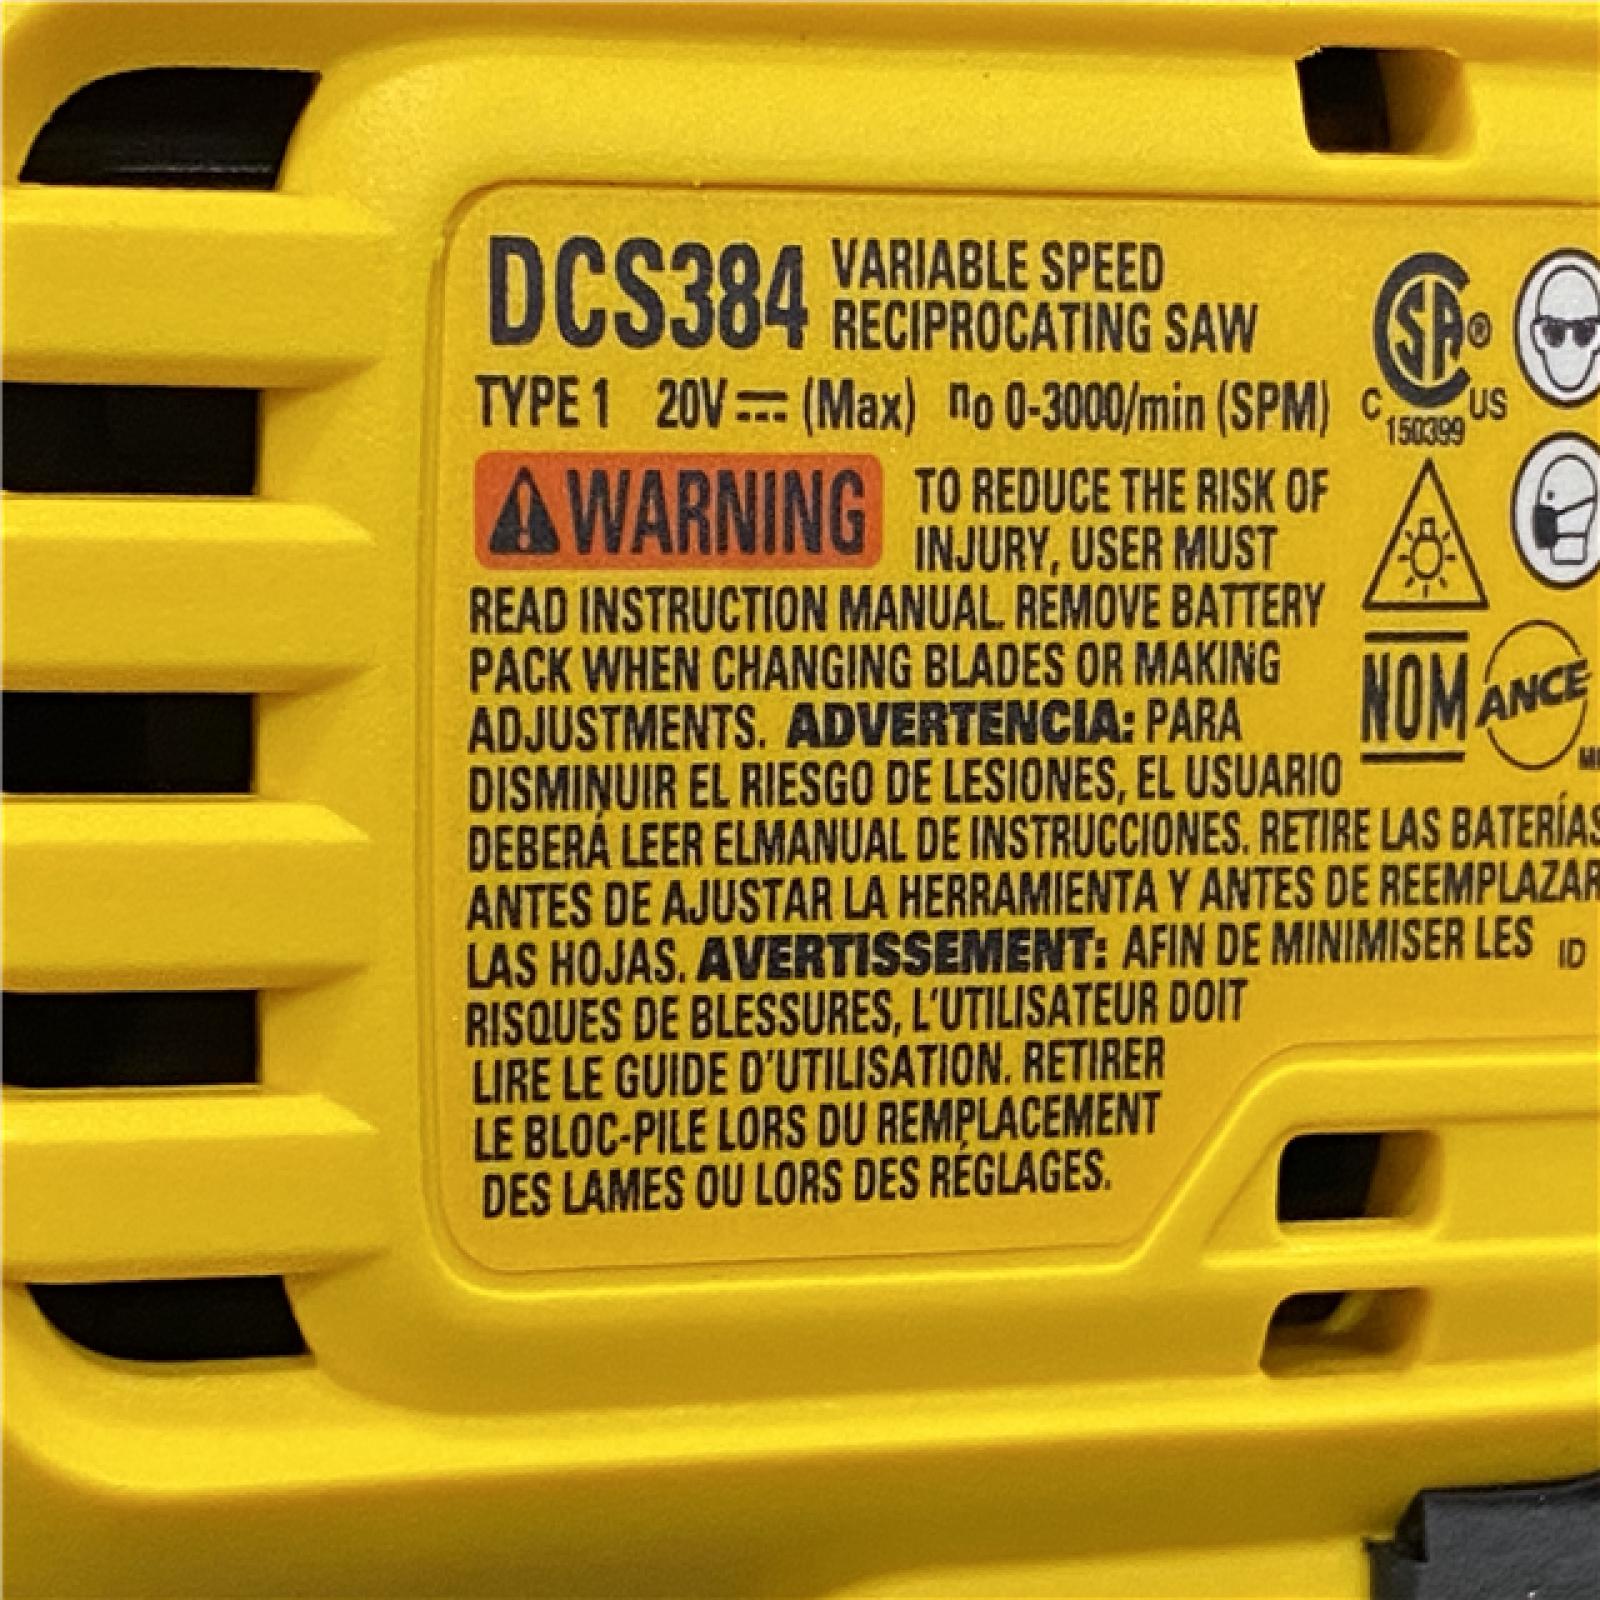 DCS384 VARIABLE SPEED
RECIPROCATING SAW
TYPE 1 20V (Max) no 0-3000/min (SPM)
WARNING TO REDUCE THE RISK OF
INJURY, USER MUST
READ INSTRUCTION MANUAL. REMOVE BATTERY
PACK WHEN CHANGING BLADES OR MAKING
ADJUSTMENTS. ADVERTENCIA: PARA
DISMINUIR EL RIESGO DE LESIONES, EL USUARIO
DEBERÁ LEER ELMANUAL DE INSTRUCCIONES. RETIRE LAS BATERÍAS
ANTES DE AJUSTAR LA HERRAMIENTA Y ANTES DE REEMPLAZAR
LAS HOJAS. AVERTISSEMENT: AFIN DE MINIMISER LES
RISQUES DE BLESSURES, L'UTILISATEUR DOIT
LIRE LE GUIDE D'UTILISATION. RETIRER
LE BLOC-PILE LORS DU REMPLACEMENT
DES LAMES OU LORS DES RÉGLAGES.
CSA®
C US
150399
NOM ANCE
ID